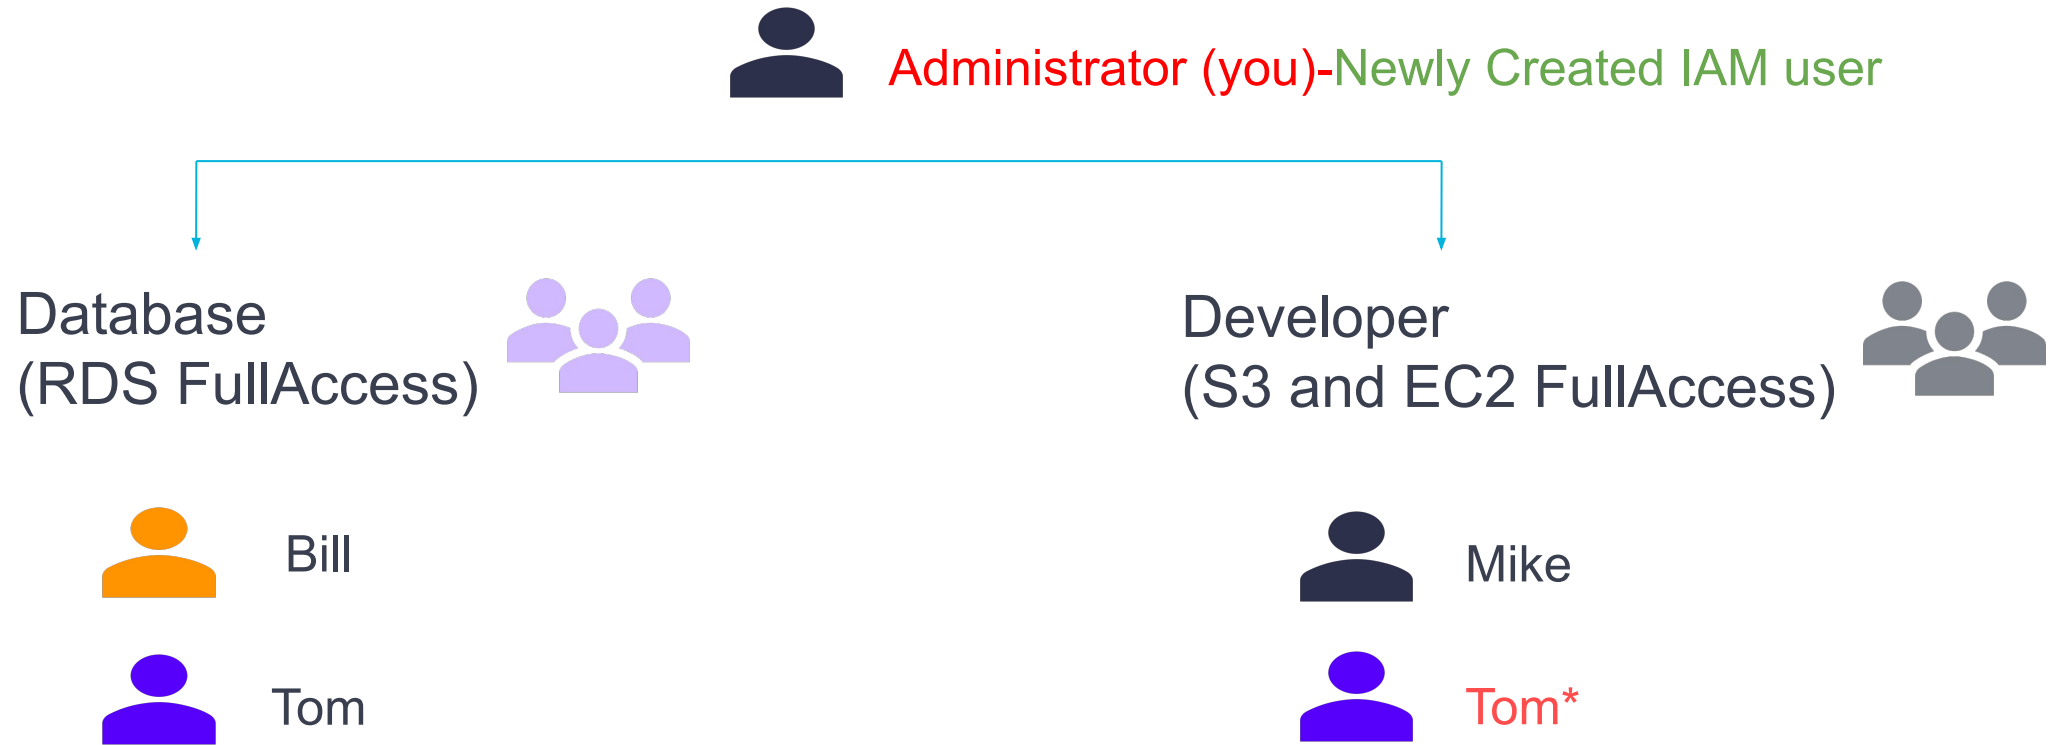 Administrator (you)-Newly Created IAM user
Database
(RDS FullAccess)
Developer
(S3 and EC2 FullAccess)
Bill
Mike
Tom
Tom*